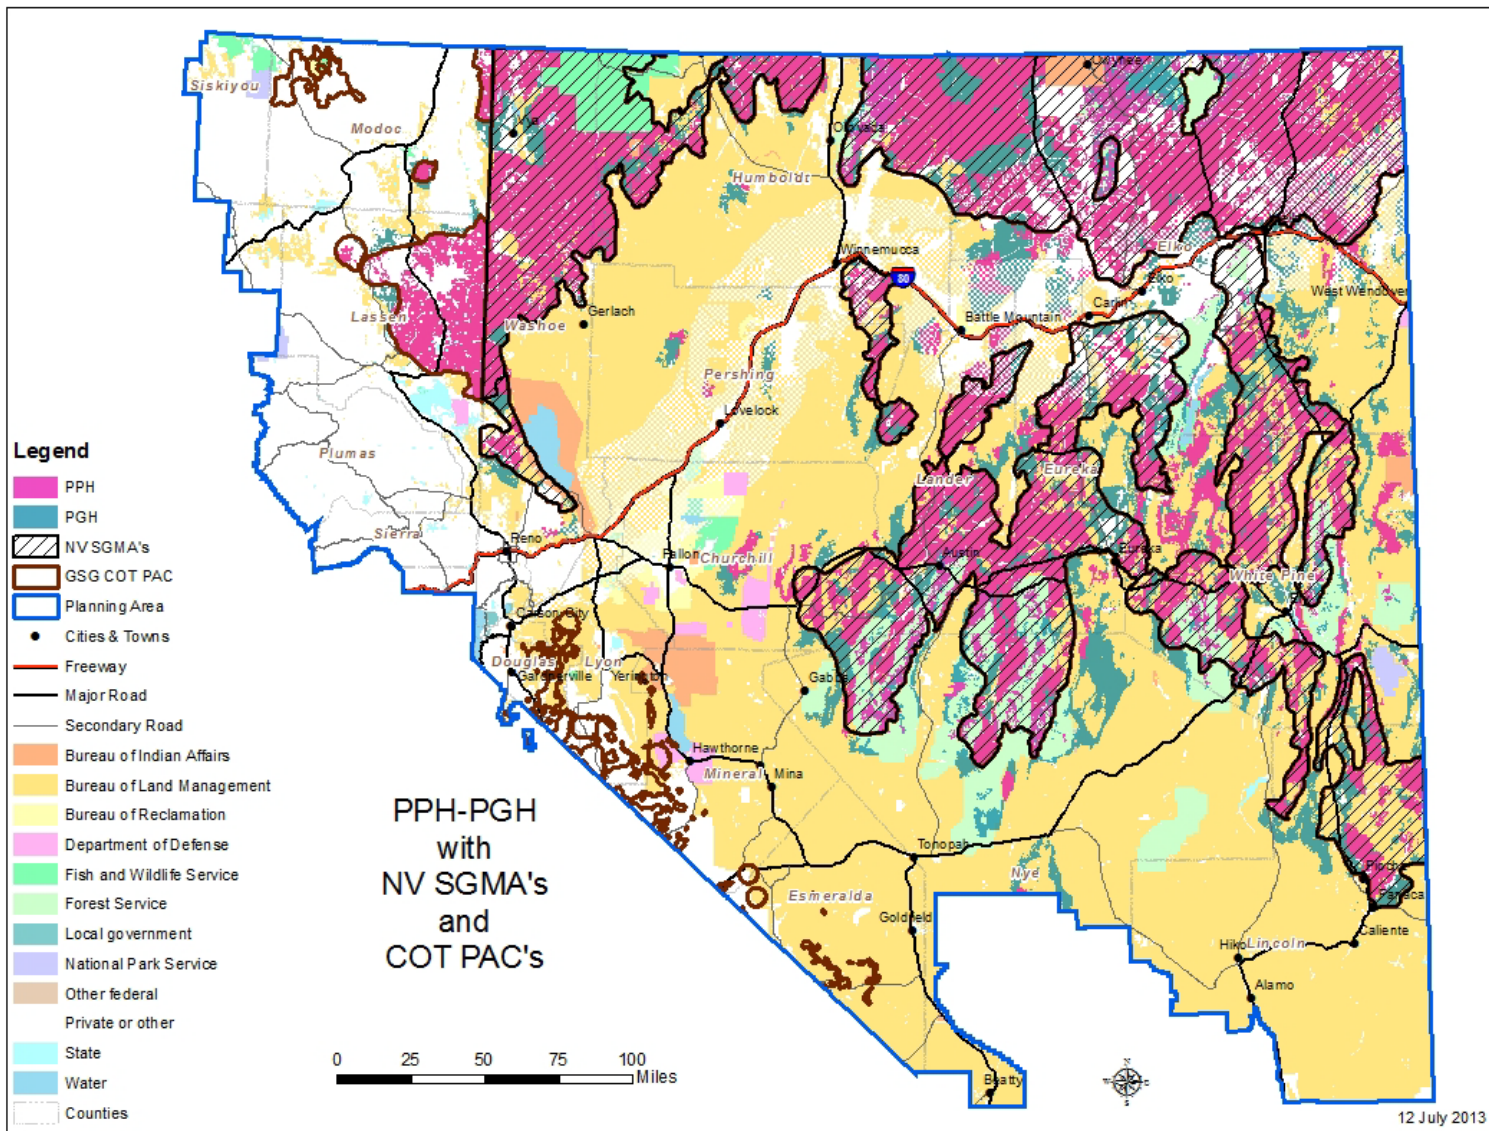 Siskiyou
Modoc
Vya
Owyhee
Orovada
Humboldt
Elko
Winnemucca
80
Elko
West Wendover
Carlin
Battle Mountain
Lassen
Washoe
Gerlach
Pershing
Lovelock
Plumas
Lander
Eureka
Sierra
Reno
Fallon
Churchill
Austin
Eureka
White Pine
Carson City
Douglas
Lyon
Gardnerville
Yerington
Gabbs
Hawthorne
Mineral
Mina
Tonopah
Nye
Esmeralda
Goldfield
Pioche
Panaca
Caliente
Hiko
Lincoln
Alamo
Beatty
Legend
PPH
PGH
NV SGMA's
GSG COT PAC
Planning Area
Cities & Towns
Freeway
Major Road
Secondary Road
Bureau of Indian Affairs
Bureau of Land Management
Bureau of Reclamation
Department of Defense
Fish and Wildlife Service
Forest Service
Local government
National Park Service
Other federal
Private or other
State
Water
Counties
PPH-PGH
with
NV SGMA's
and
COT PAC's
0 25 50 75 100
Miles
N
S
12 July 2013